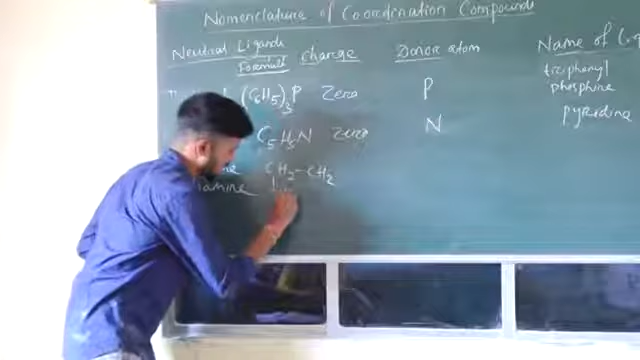 Nomenclature of Coordination Compounds
Neutral Ligands
Formula charge Donor atom Name of
(C6H5)3P Zero P triphenyl phosphine
C5H5N Zero N pyridine
CH2-CH2
amine